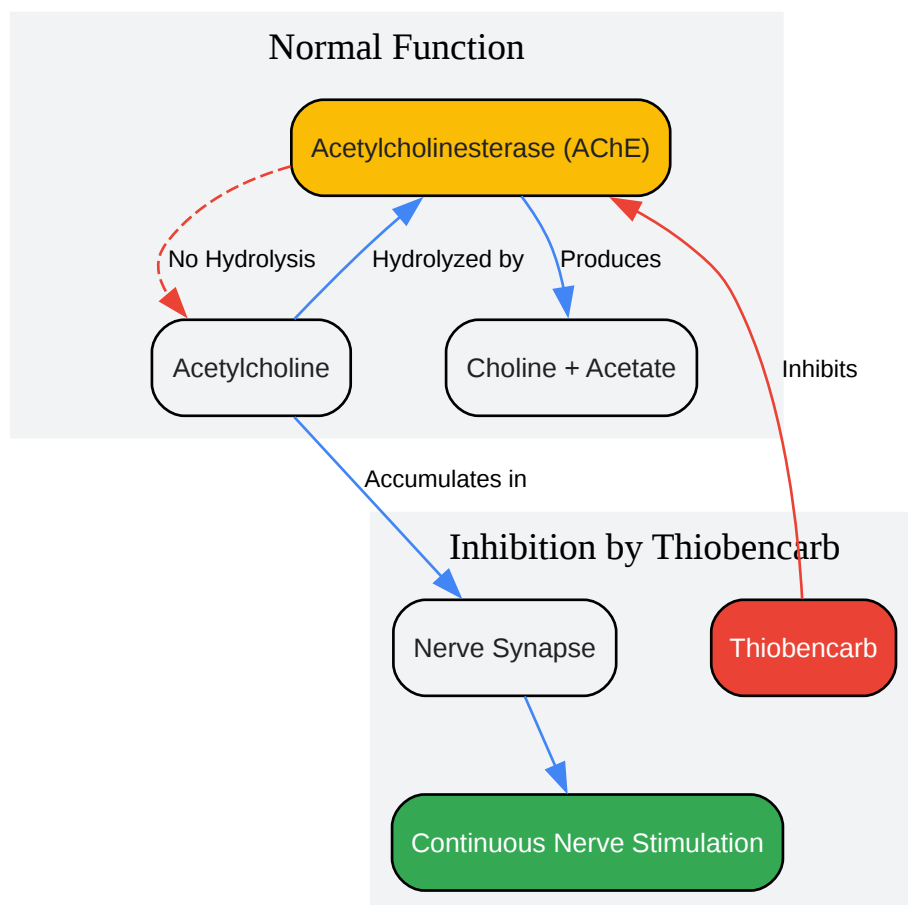 Normal Function
Acetylcholinesterase (AChE)
No Hydrolysis
Hydrolyzed by
Produces
Acetylcholine
Choline + Acetate
Inhibits
Accumulates in
Inhibition by Thiobencarb
Nerve Synapse
Thiobencarb
Continuous Nerve Stimulation